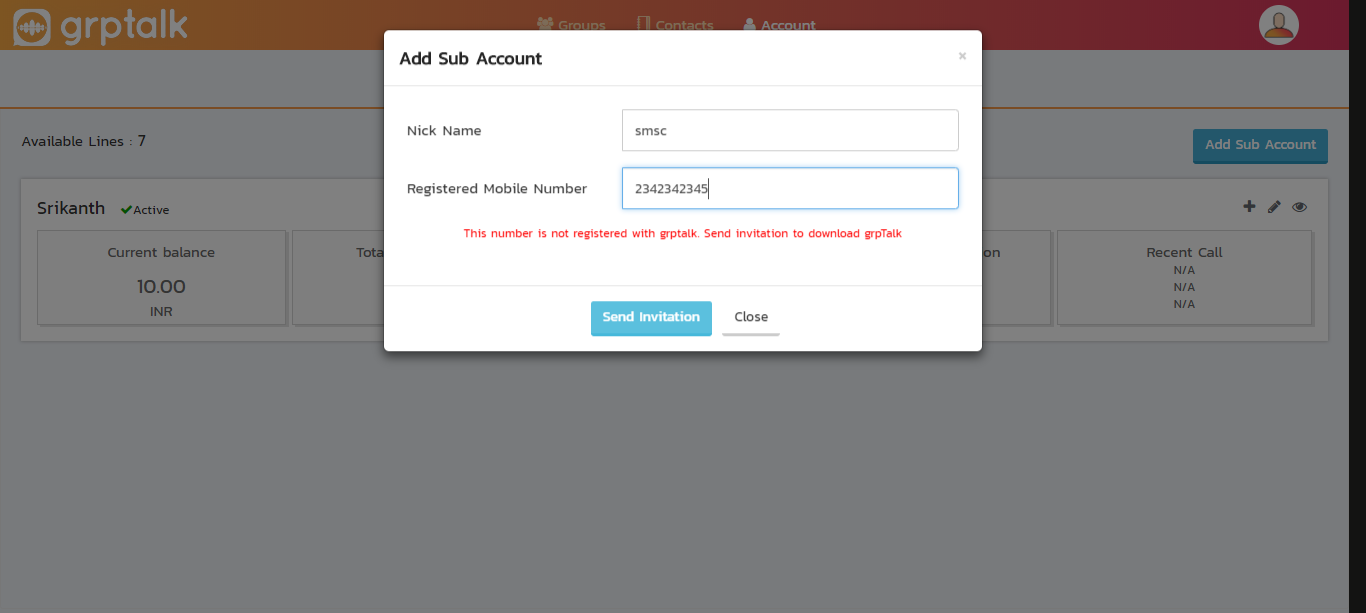 grptalk
Groups Contacts Account
Add Sub Account ×
Nick Name smsc
Available Lines : 7
Add Sub Account
Registered Mobile Number 2342342345
Srikanth Active
This number is not registered with grptalk. Send invitation to download grpTalk
Current balance
Tota
on
Recent Call
10.00
INR
N/A
N/A
N/A
Send Invitation Close